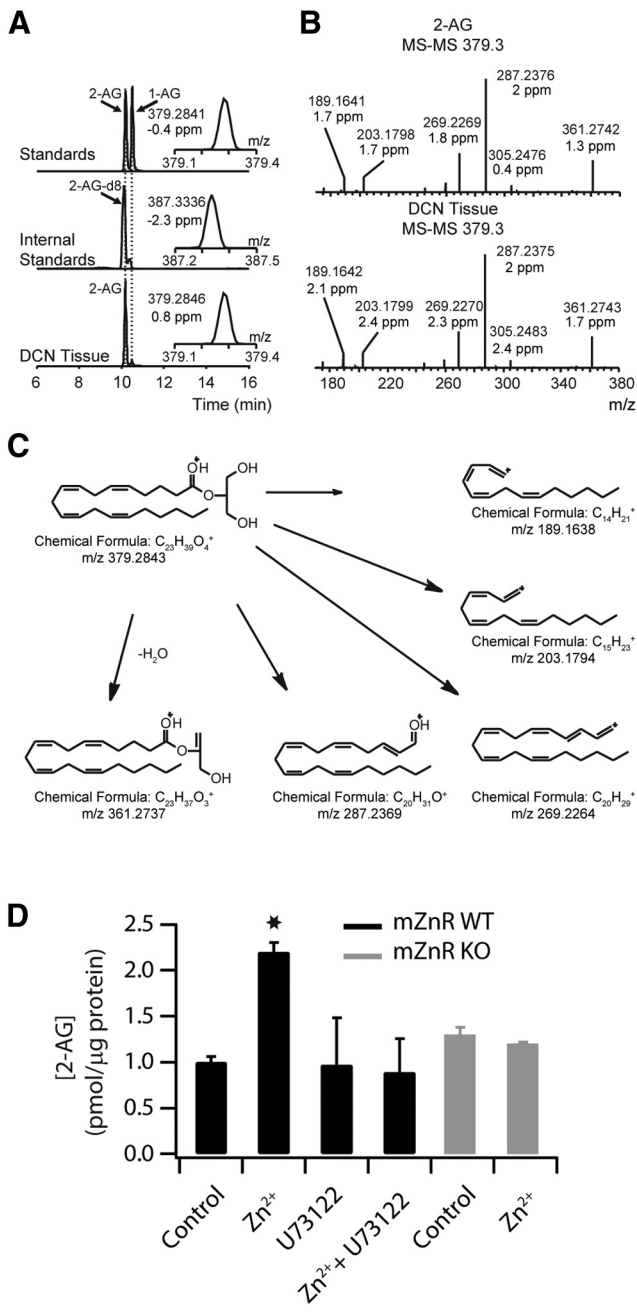 A
2-AG
1-AG
379.2841
-0.4 ppm
m/z
Standards
379.1
379.4
2-AG-d8
387.3336
-2.3 ppm
m/z
Internal
Standards
387.2
387.5
2-AG
379.2846
0.8 ppm
m/z
DCN Tissue
379.1
379.4
6 8 10 12 14 16
Time (min)
B
2-AG
MS-MS 379.3
287.2376
2 ppm
189.1641
1.7 ppm
203.1798
1.7 ppm
269.2269
1.8 ppm
305.2476
0.4 ppm
361.2742
1.3 ppm
DCN Tissue
MS-MS 379.3
287.2375
2 ppm
189.1642
2.1 ppm
203.1799
2.4 ppm
269.2270
2.3 ppm
305.2483
2.4 ppm
361.2743
1.7 ppm
180 220 260 300 340 380
m/z
C
OH
OH
O
OH
Chemical Formula: C23H39O4+
m/z 379.2843
Chemical Formula: C14H21+
m/z 189.1638
Chemical Formula: C15H23+
m/z 203.1794
-H2O
OH
O
OH
Chemical Formula: C23H37O3+
m/z 361.2737
OH
Chemical Formula: C20H31O+
m/z 287.2369
Chemical Formula: C20H29+
m/z 269.2264
D
mZnR WT
mZnR KO
[2-AG]
(pmol/µg protein)
2.5
2.0
1.5
1.0
0.5
0.0
Control
Zn2+
U73122
Zn2+ + U73122
Control
Zn2+